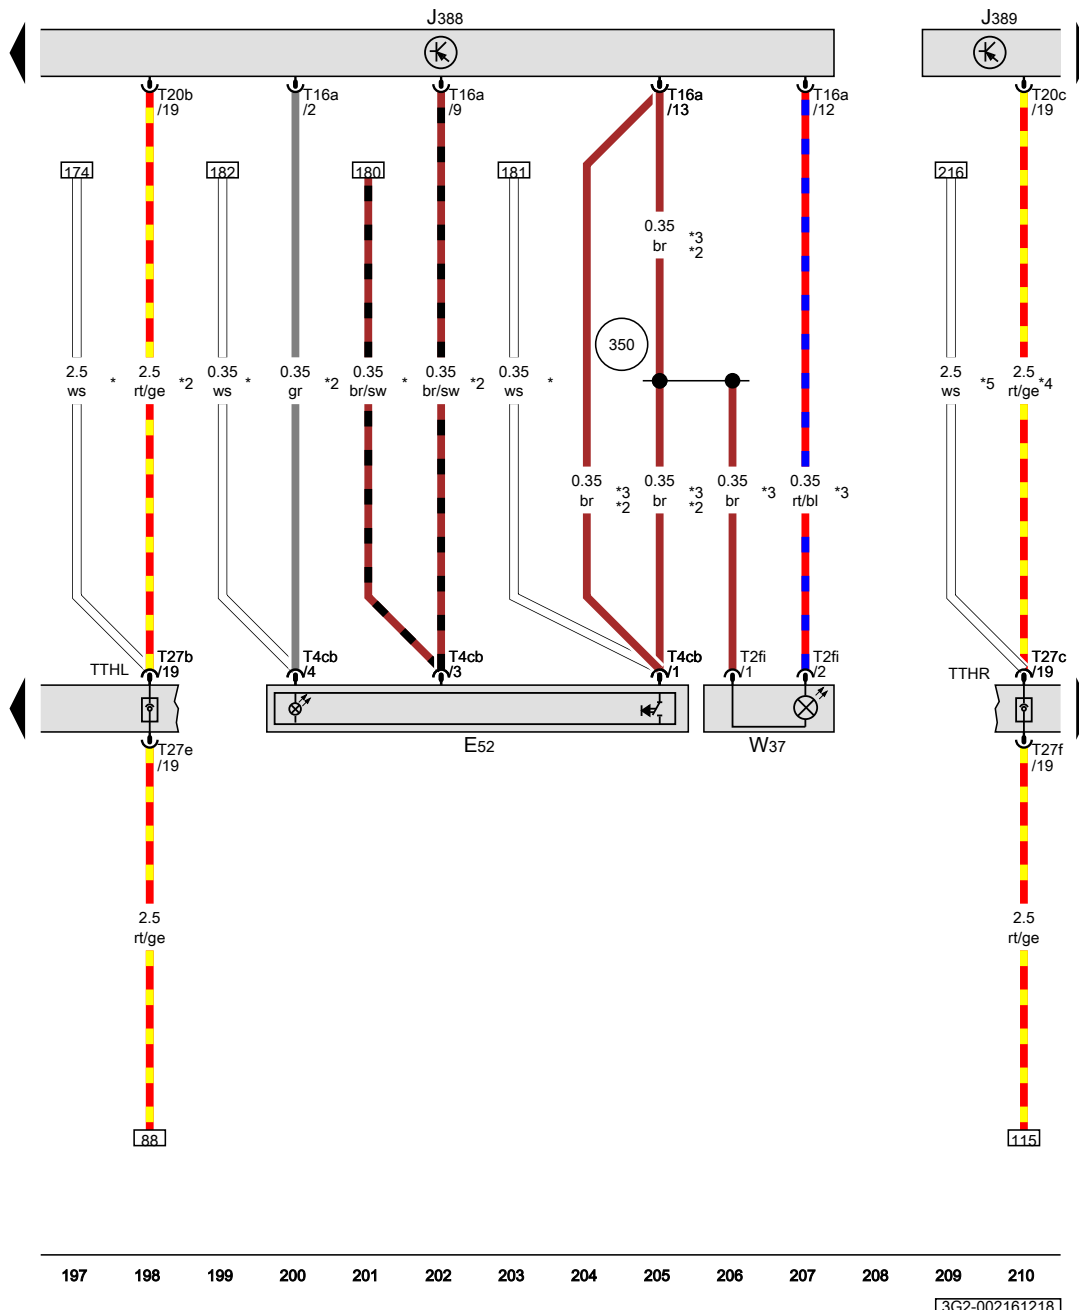 J388
J389
T20b
/19
T16a
/2
T16a
/9
T16a
/13
T16a
/12
T20c
/19
174
182
180
181
216
0.35
br
*3
*2
350
2.5
ws
*
2.5
rt/ge
*2
0.35
ws
*
0.35
gr
*2
0.35
br/sw
*
0.35
br/sw
*2
0.35
ws
*
2.5
ws
*5
2.5
rt/ge
*4
0.35
br
*3
*2
0.35
br
*3
*2
0.35
br
*3
0.35
rt/bl
*3
TTHL
T27b
/19
T4cb
/4
T4cb
/3
T4cb
/1
T2fi
/1
T2fi
/2
TTHR
T27c
/19
E52
W37
T27e
/19
T27f
/19
2.5
rt/ge
2.5
rt/ge
88
115
197 198 199 200 201 202 203 204 205 206 207 208 209 210
3G2-002161218